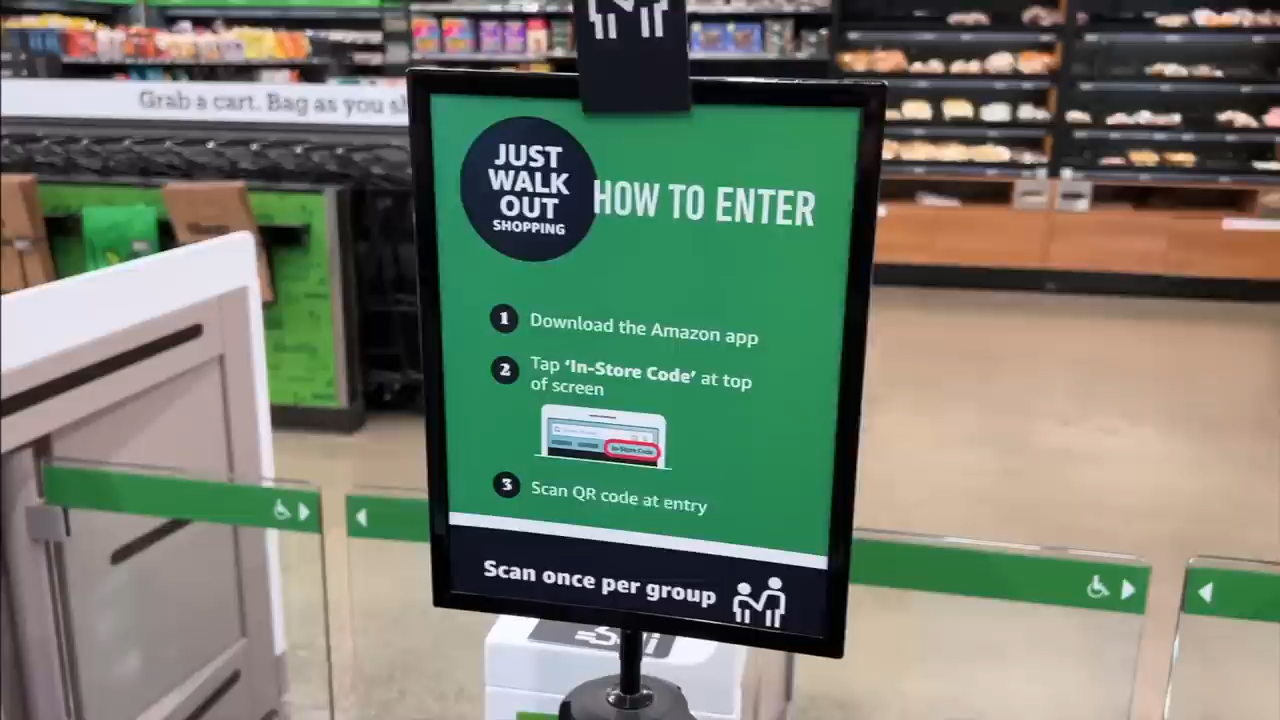 Grab a cart. Bag as you
JUST
WALK
OUT
SHOPPING
HOW TO ENTER
1 Download the Amazon app
2 Tap ‘In-Store Code’ at top
of screen
In-Store Code
3 Scan QR code at entry
Scan once per group